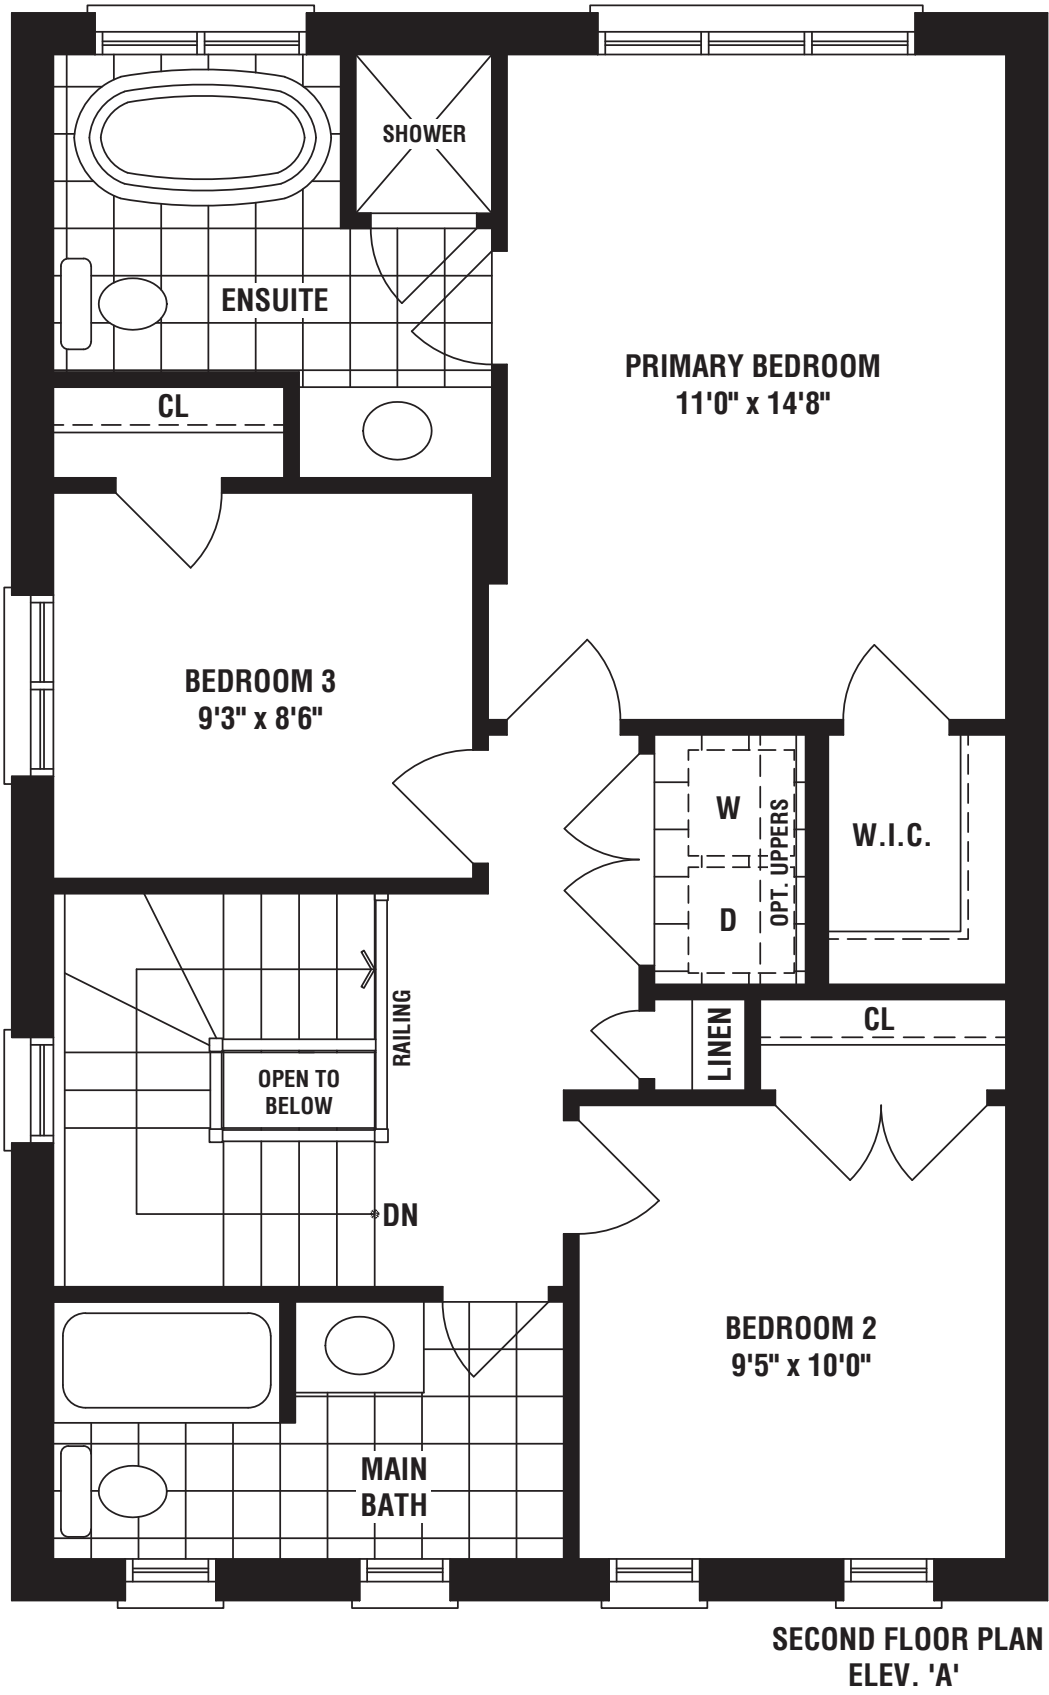 SHOWER
ENSUITE
PRIMARY BEDROOM
11'0" x 14'8"
CL
BEDROOM 3
9'3" x 8'6"
W
OPT. UPPERS
W.I.C.
D
RAILING
LINEN
CL
OPEN TO
BELOW
DN
BEDROOM 2
9'5" x 10'0"
MAIN
BATH
SECOND FLOOR PLAN
ELEV. 'A'